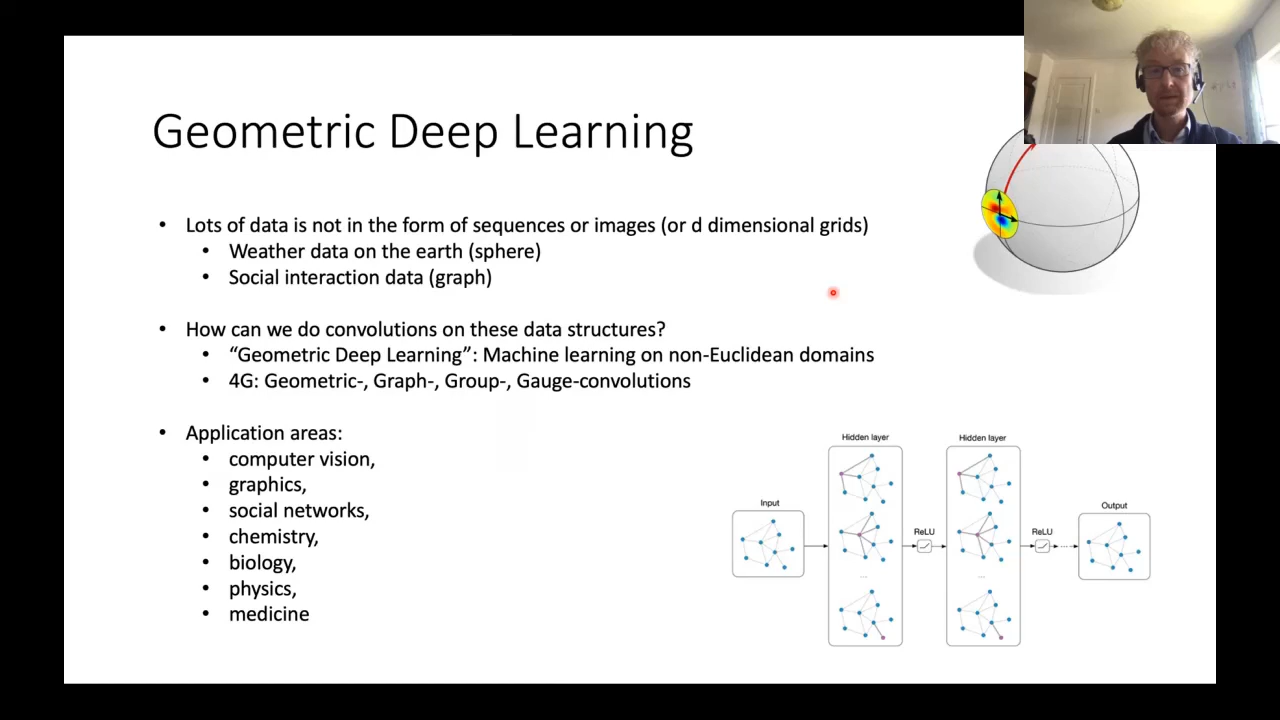 Geometric Deep Learning
• Lots of data is not in the form of sequences or images (or d dimensional grids)
• Weather data on the earth (sphere)
• Social interaction data (graph)
• How can we do convolutions on these data structures?
• “Geometric Deep Learning”: Machine learning on non-Euclidean domains
• 4G: Geometric-, Graph-, Group-, Gauge-convolutions
• Application areas:
• computer vision,
• graphics,
• social networks,
• chemistry,
• biology,
• physics,
• medicine
Hidden layer
Hidden layer
Input
Output
ReLU
ReLU
...
...